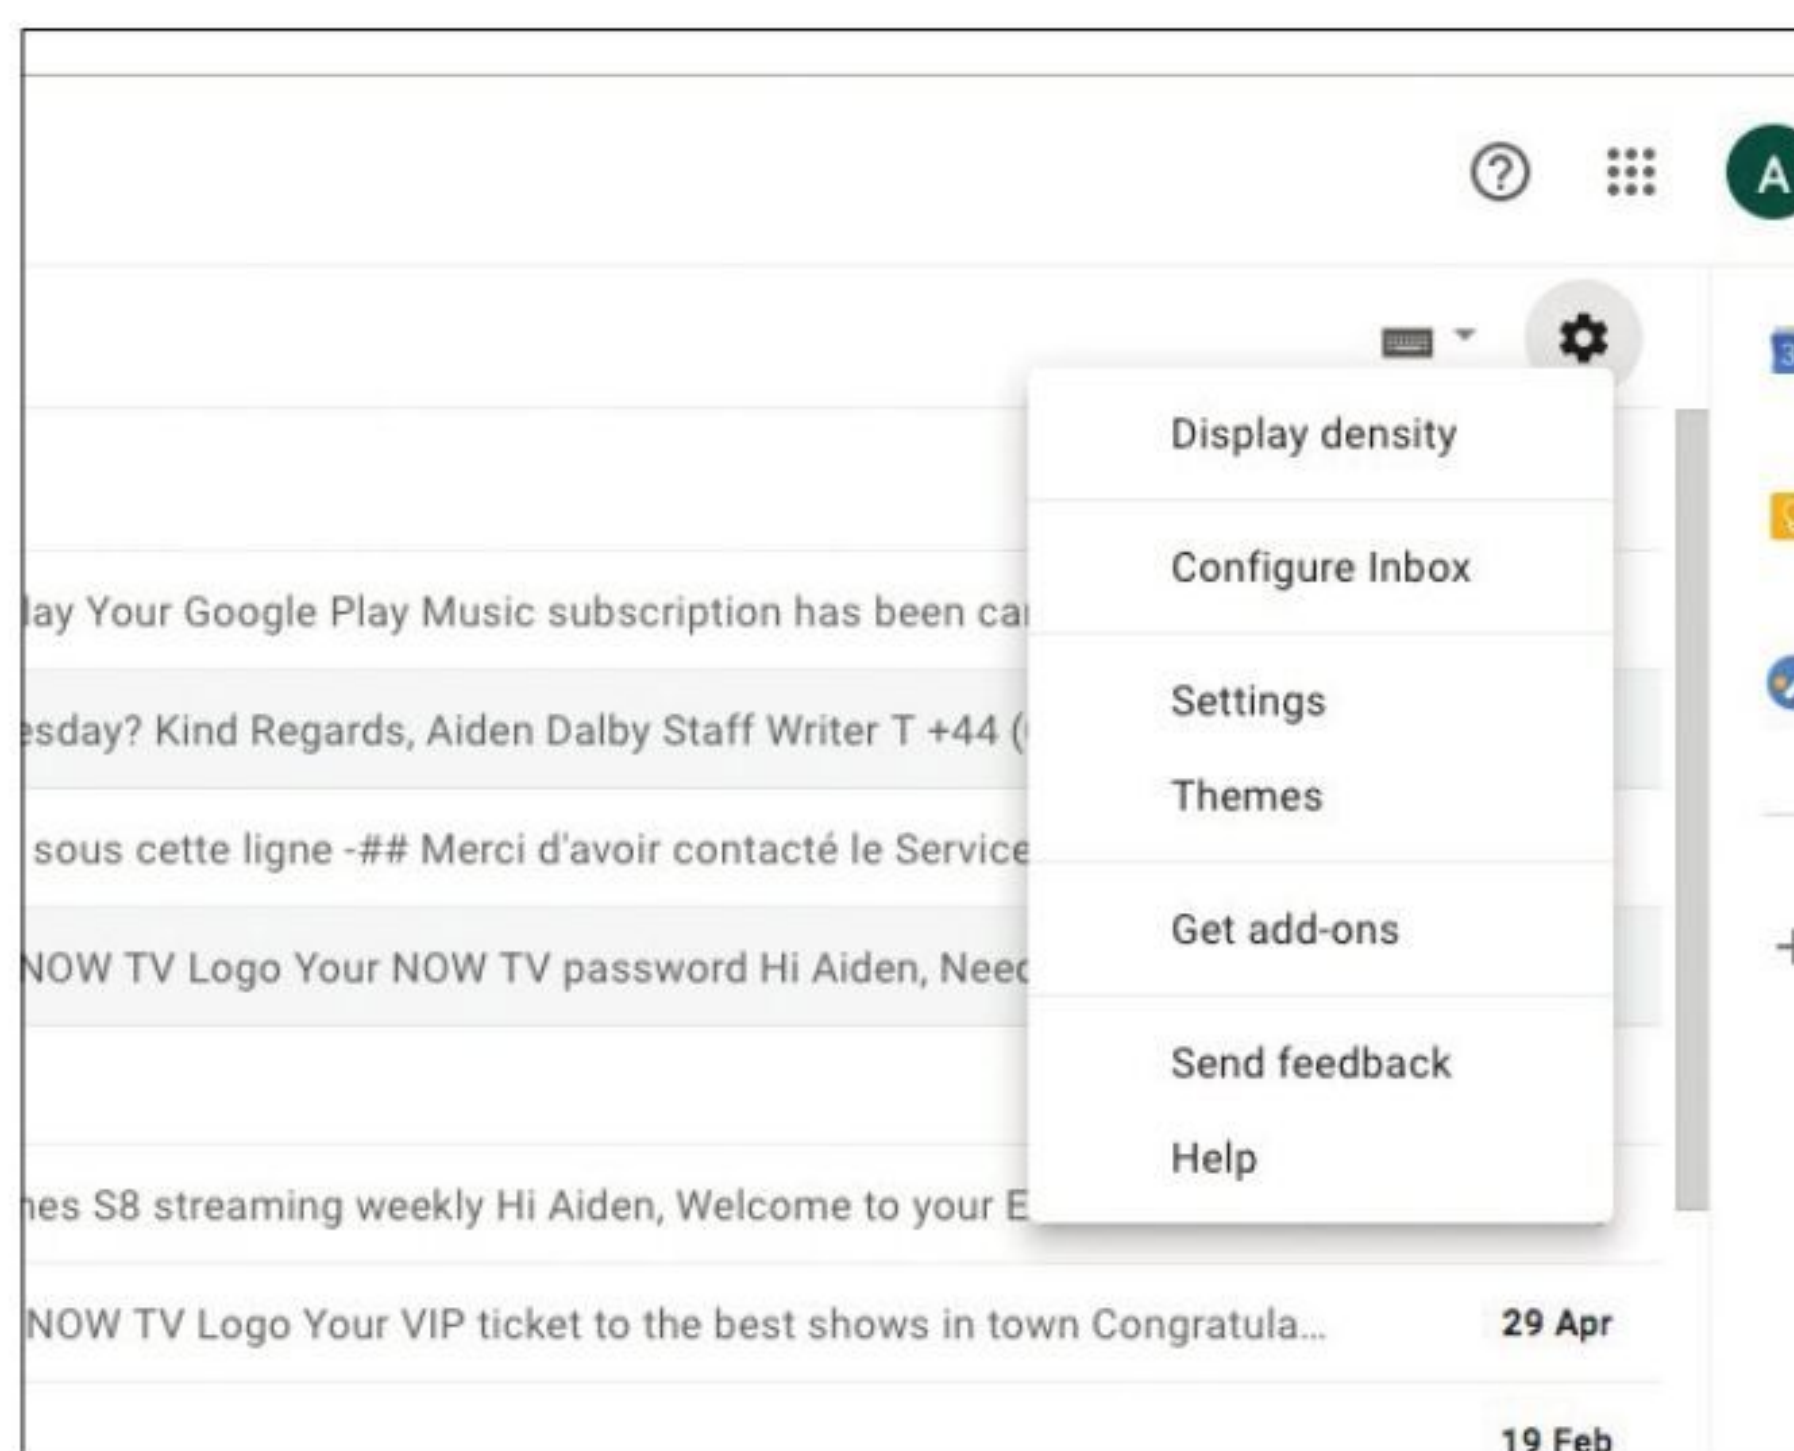 A
3
Display density
Configure Inbox
lay Your Google Play Music subscription has been ca
Settings
esday? Kind Regards, Aiden Dalby Staff Writer T +44 (
Themes
sous cette ligne -## Merci d'avoir contacté le Service
Get add-ons
NOW TV Logo Your NOW TV password Hi Aiden, Need
Send feedback
Help
nes S8 streaming weekly Hi Aiden, Welcome to your E
NOW TV Logo Your VIP ticket to the best shows in town Congratula...
29 Apr
19 Feb